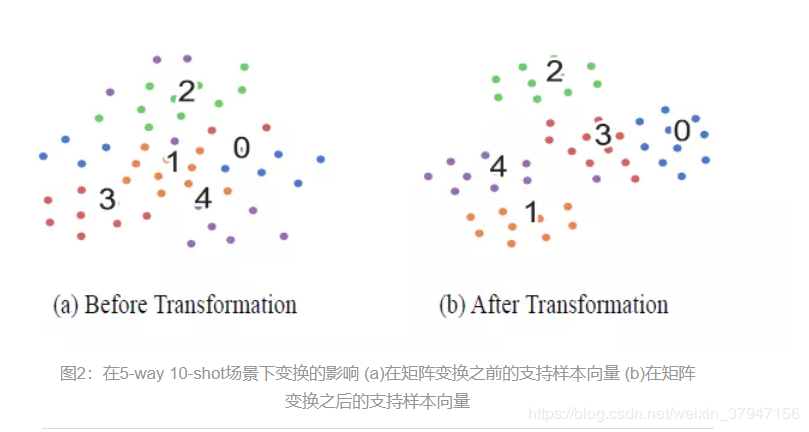 2
1
0
3
4
2
3
0
4
1
(a) Before Transformation
(b) After Transformation
图2：在5-way 10-shot场景下变换的影响 (a)在矩阵变换之前的支持样本向量 (b)在矩阵
变换之后的支持样本向量
https://blog.csdn.net/weixin_37947156